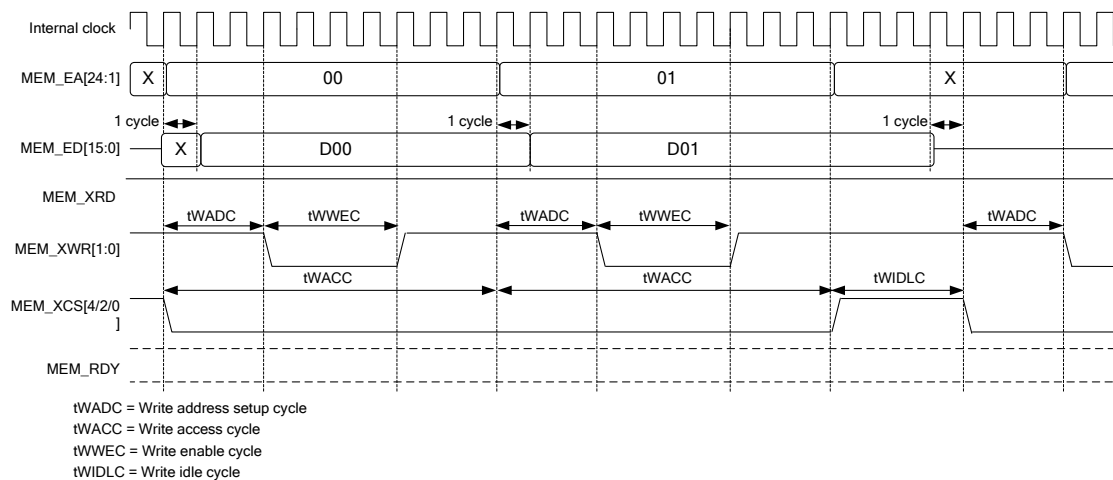 Internal clock
MEM_EA[24:1] X 00 01 X
1 cycle 1 cycle 1 cycle
MEM_ED[15:0] X D00 D01
MEM_XRD
tWADC tWWEC tWADC tWWEC tWADC
MEM_XWR[1:0]
tWACC tWACC tWIDLC
MEM_XCS[4/2/0
]
MEM_RDY
tWADC = Write address setup cycle
tWACC = Write access cycle
tWWEC = Write enable cycle
tWIDLC = Write idle cycle